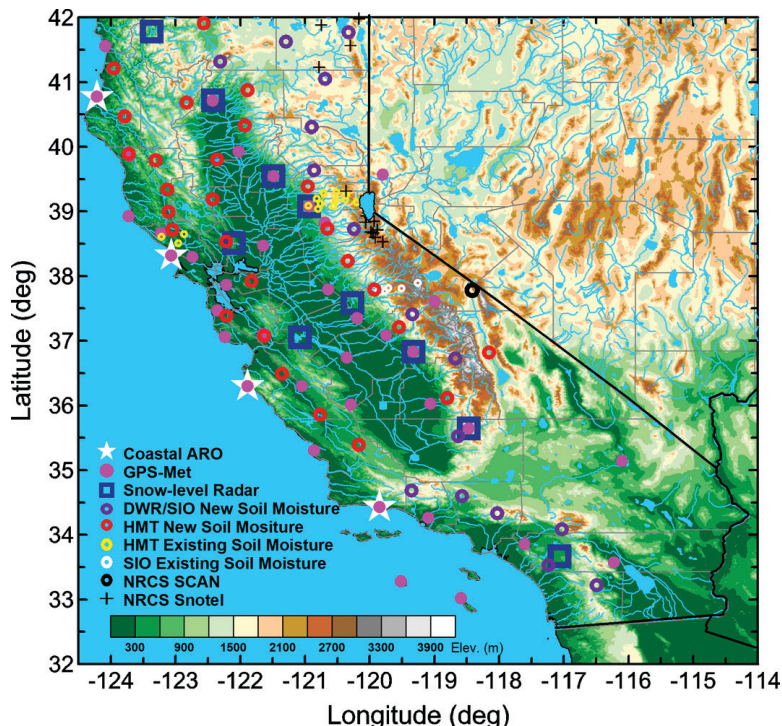 42
41
40
39
38
37
36
35
34
33
32
Latitude (deg)
Coastal ARO
GPS-Met
Snow-level Radar
DWR/SIO New Soil Moisture
HMT New Soil Mositure
HMT Existing Soil Moisture
SIO Existing Soil Moisture
NRCS SCAN
NRCS Snotel
300 900 1500 2100 2700 3300 3900 Elev. (m)
-124 -123 -122 -121 -120 -119 -118 -117 -116 -115 -114
Longitude (deg)